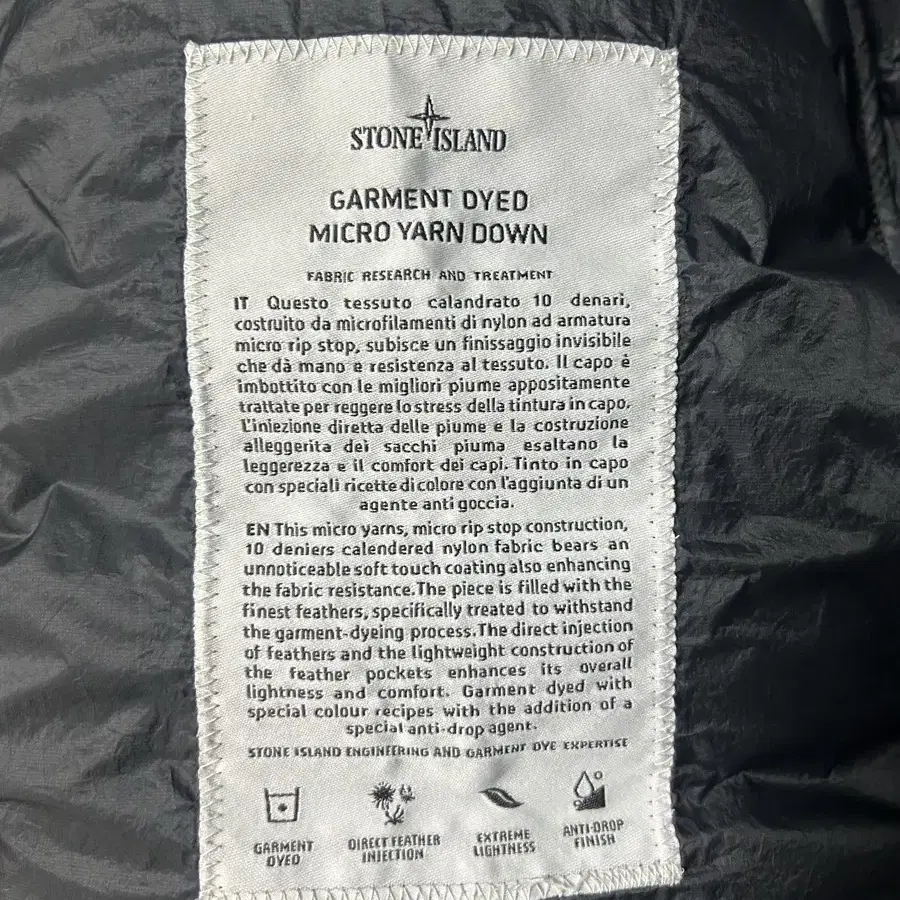 STONE ISLAND
GARMENT DYED
MICRO YARN DOWN
FABRIC RESEARCH AND TREATMENT
IT Questo tessuto calandrato 10 denari,
costruito da microfilamenti di nylon ad armatura
micro rip stop, subisce un finissaggio invisibile
che dà mano e resistenza al tessuto. Il capo è
imbottito con le migliori piume appositamente
trattate per reggere lo stress della tintura in capo.
L'iniezione diretta delle piume e la costruzione
alleggerita dei sacchi piuma esaltano la
leggerezza e il comfort dei capi. Tinto in capo
con speciali ricette di colore con l'aggiunta di un
agente anti goccia.
EN This micro yarns, micro rip stop construction,
10 deniers calendered nylon fabric bears an
unnoticeable soft touch coating also enhancing
the fabric resistance.The piece is filled with the
finest feathers, specifically treated to withstand
the garment-dyeing process.The direct injection
of feathers and the lightweight construction of
the feather pockets enhances its overall
lightness and comfort. Garment dyed with
special colour recipes with the addition of a
special anti-drop agent.
STONE ISLAND ENGINEERING AND GARMENT DYE EXPERTISE
GARMENT DYED
DIRECT FEATHER INJECTION
EXTREME LIGHTNESS
ANTI-DROP FINISH